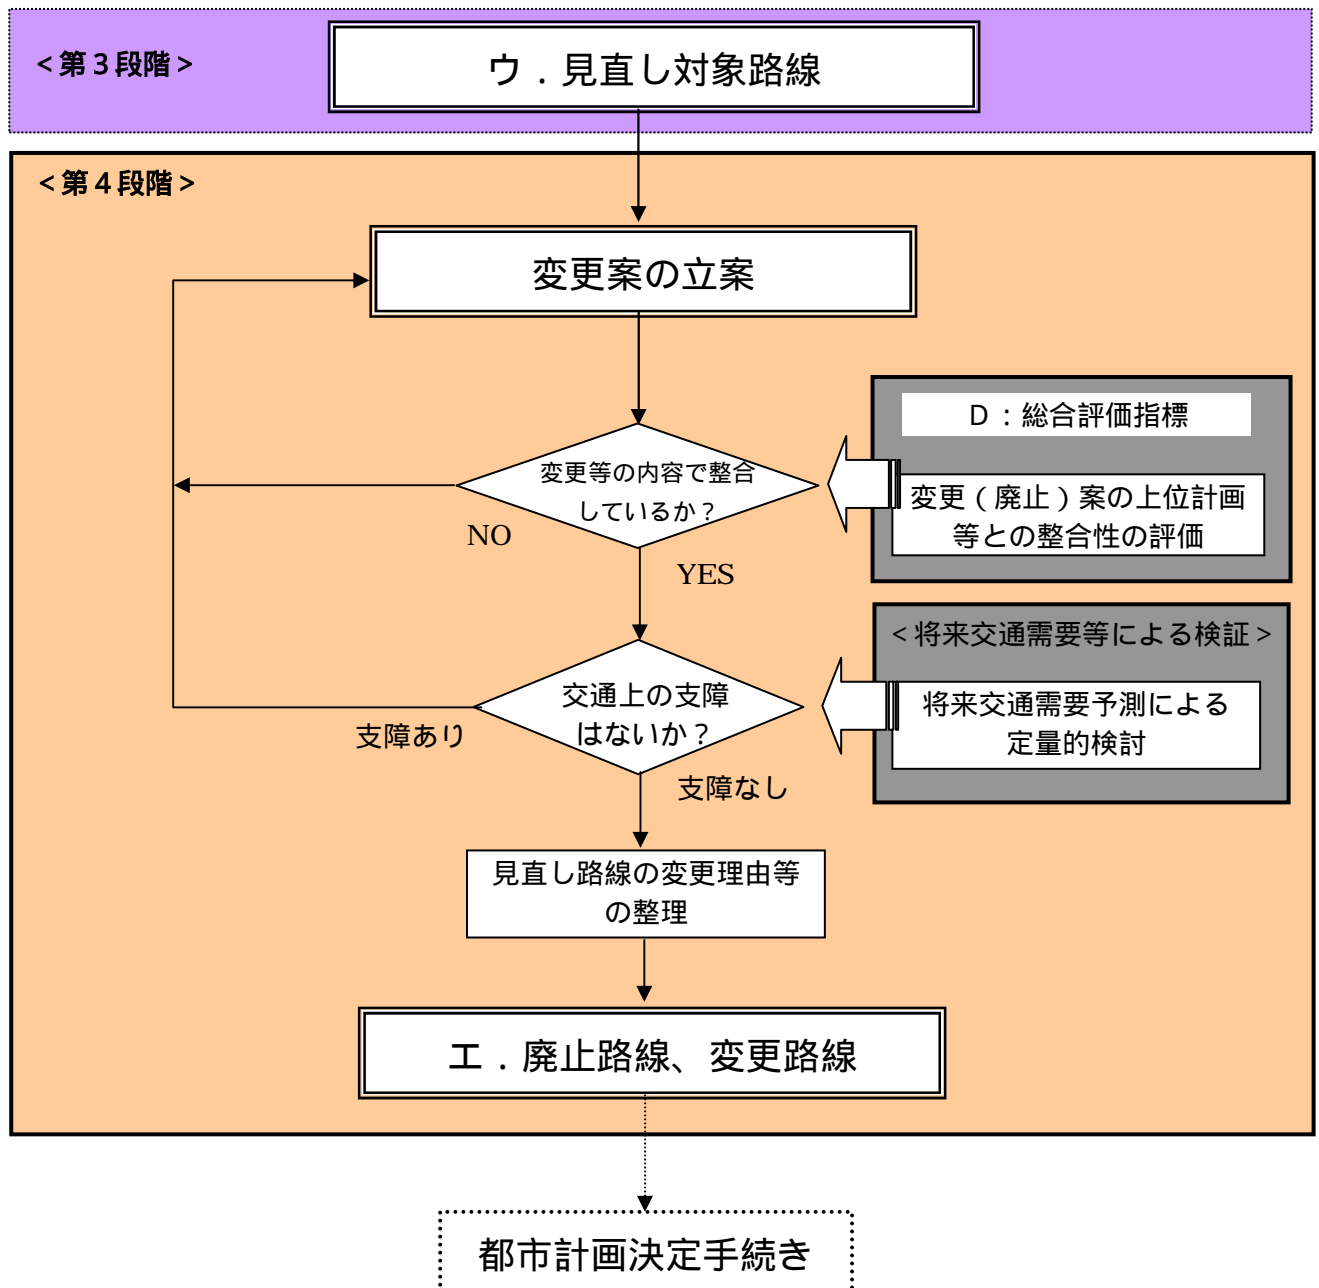 <第３段階>
ウ．見直し対象路線
<第４段階>
変更案の立案
D：総合評価指標
変更等の内容で整合
しているか？
変更（廃止）案の上位計画
等との整合性の評価
NO
YES
<将来交通需要等による検証>
交通上の支障
はないか？
将来交通需要予測による
定量的検討
支障あり
支障なし
見直し路線の変更理由等
の整理
エ．廃止路線、変更路線
都市計画決定手続き